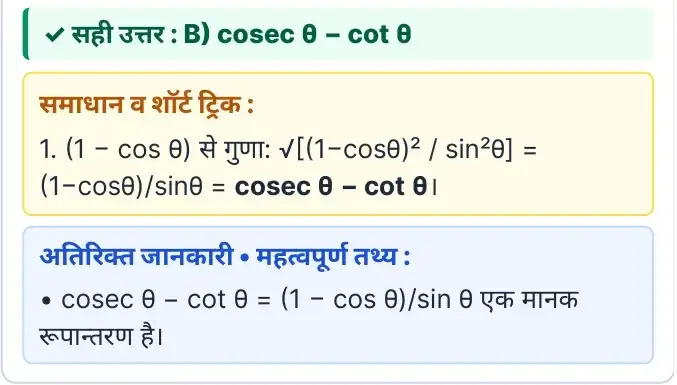 ✓ सही उत्तर : B) cosec θ − cot θ
समाधान व शॉर्ट ट्रिक :
1. (1 − cos θ) से गुणा: √[(1−cosθ)² / sin²θ] =
(1−cosθ)/sinθ = cosec θ − cot θ।
अतिरिक्त जानकारी • महत्वपूर्ण तथ्य :
• cosec θ − cot θ = (1 − cos θ)/sin θ एक मानक
रूपान्तरण है।